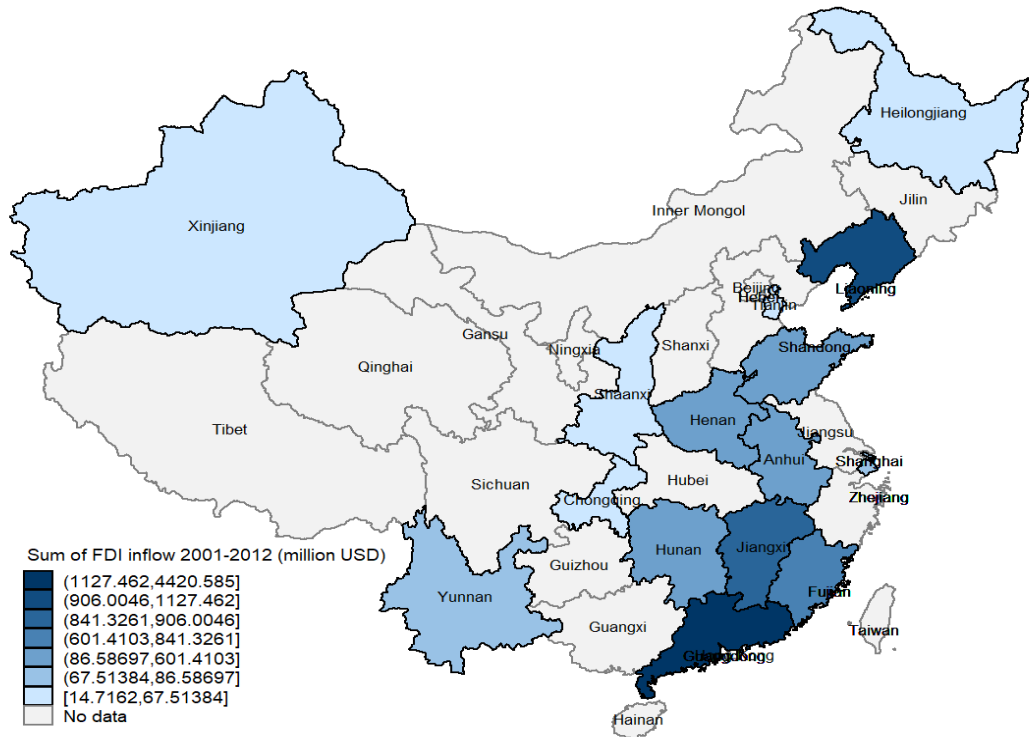 Heilongjiang
Jilin
Inner Mongol
Xinjiang
Liaoning
Beijing
Hebei
Tianjin
Gansu
Ningxia
Shanxi
Shandong
Qinghai
Shaanxi
Henan
Jiangsu
Tibet
Anhui
Shanghai
Sichuan
Hubei
Chongqing
Zhejiang
Hunan
Jiangxi
Sum of FDI inflow 2001-2012 (million USD)
(1127.462,4420.585]
(906.0046,1127.462]
(841.3261,906.0046]
(601.4103,841.3261]
(86.58697,601.4103]
(67.51384,86.58697]
[14.7162,67.51384]
No data
Guizhou
Yunnan
Fujian
Guangxi
Taiwan
Guangdong
Hong Kong
Hainan